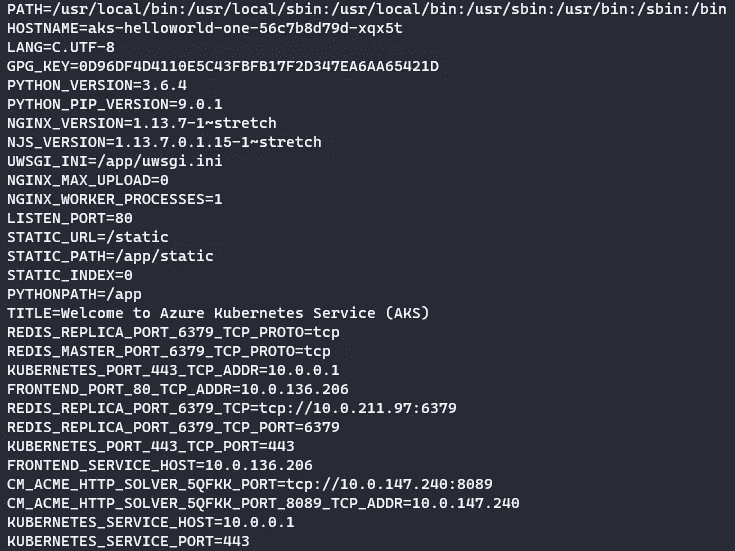 PATH=/usr/local/bin:/usr/local/sbin:/usr/local/bin:/usr/sbin:/usr/bin:/sbin:/bin
HOSTNAME=aks-helloworld-one-56c7b8d79d-xqx5t
LANG=C.UTF-8
GPG_KEY=0D96DF4D4110E5C43FBFB17F2D347EA6AA65421D
PYTHON_VERSION=3.6.4
PYTHON_PIP_VERSION=9.0.1
NGINX_VERSION=1.13.7-1~stretch
NJS_VERSION=1.13.7.0.1.15-1~stretch
UWSGI_INI=/app/uwsgi.ini
NGINX_MAX_UPLOAD=0
NGINX_WORKER_PROCESSES=1
LISTEN_PORT=80
STATIC_URL=/static
STATIC_PATH=/app/static
STATIC_INDEX=0
PYTHONPATH=/app
TITLE=Welcome to Azure Kubernetes Service (AKS)
REDIS_REPLICA_PORT_6379_TCP_PROTO=tcp
REDIS_MASTER_PORT_6379_TCP_PROTO=tcp
KUBERNETES_PORT_443_TCP_ADDR=10.0.0.1
FRONTEND_PORT_80_TCP_ADDR=10.0.136.206
REDIS_REPLICA_PORT_6379_TCP=tcp://10.0.211.97:6379
REDIS_REPLICA_PORT_6379_TCP_PORT=6379
KUBERNETES_PORT_443_TCP_PORT=443
FRONTEND_SERVICE_HOST=10.0.136.206
CM_ACME_HTTP_SOLVER_5QFKK_PORT=tcp://10.0.147.240:8089
CM_ACME_HTTP_SOLVER_5QFKK_PORT_8089_TCP_ADDR=10.0.147.240
KUBERNETES_SERVICE_HOST=10.0.0.1
KUBERNETES_SERVICE_PORT=443